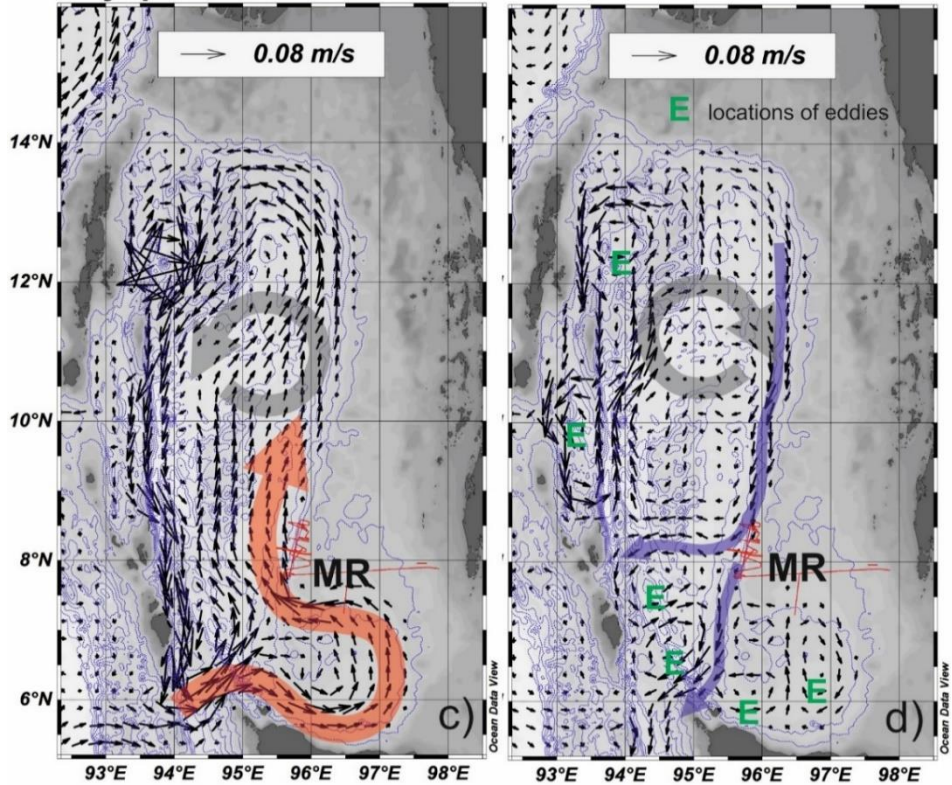 0.08 m/s
14°N
12°N
10°N
8°N
6°N
MR
c)
Ocean Data View
93°E 94°E 95°E 96°E 97°E 98°E
0.08 m/s
E locations of eddies
E
E
MR
E
E
E
E
d)
Ocean Data View
93°E 94°E 95°E 96°E 97°E 98°E